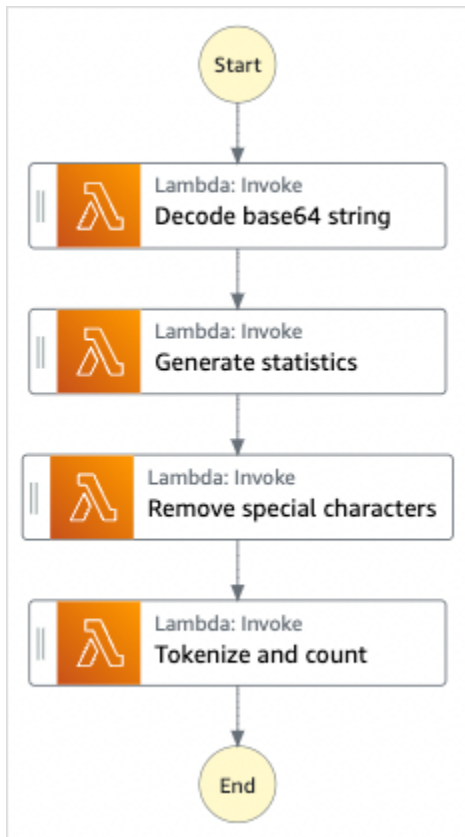 Start
Lambda: Invoke
Decode base64 string
Lambda: Invoke
Generate statistics
Lambda: Invoke
Remove special characters
Lambda: Invoke
Tokenize and count
End